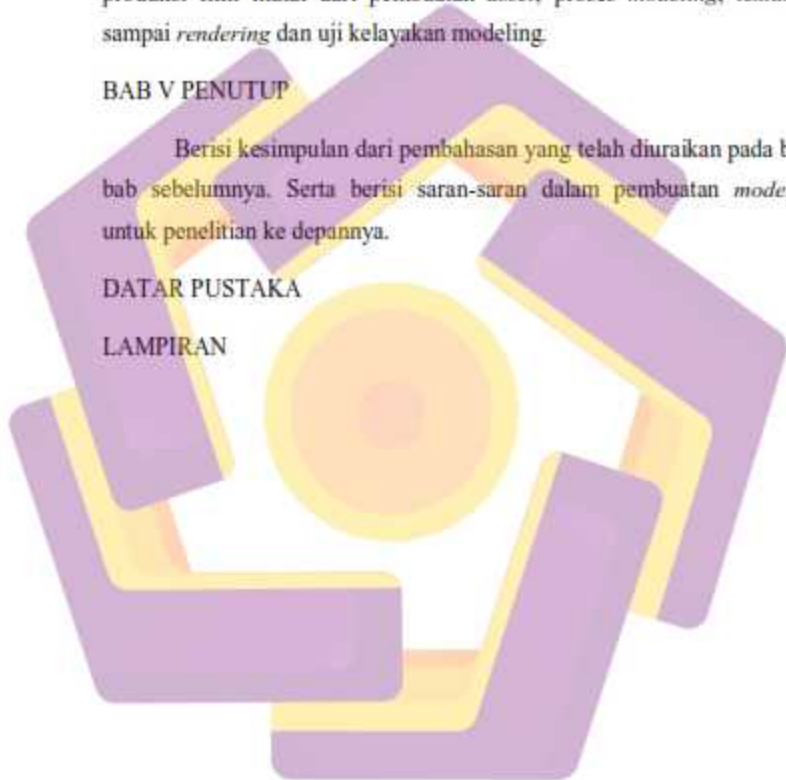 sampai rendering dan uji kelayakan modeling.
BAB V PENUTUP
Berisi kesimpulan dari pembahasan yang telah diuraikan pada b
bab sebelumnya. Serta berisi saran-saran dalam pembuatan mode
untuk penelitian ke depannya.
DATAR PUSTAKA
LAMPIRAN